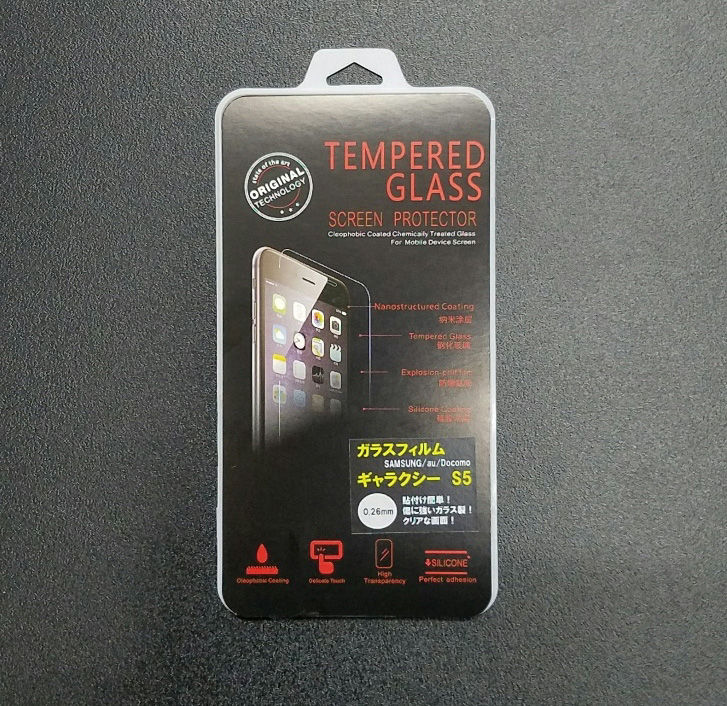 state of the art
ORIGINAL
TECHNOLOGY
TEMPERED
GLASS
SCREEN PROTECTOR
Cleophobic Coated Chemically Treated Glass
For Mobile Device Screen
Nanostructured Coating
纳米涂层
Tempered Glass
钢化玻璃
Silicone Coating
ガラスフィルム
SAMSUNG/au/Docomo
ギャラクシー S5
0.26mm
貼付け簡単!
傷に強いガラス製!
クリアな画面!
Cleophobic Coating
Delicate Touch
High
Transparency
SILICONE
Perfect adhesion